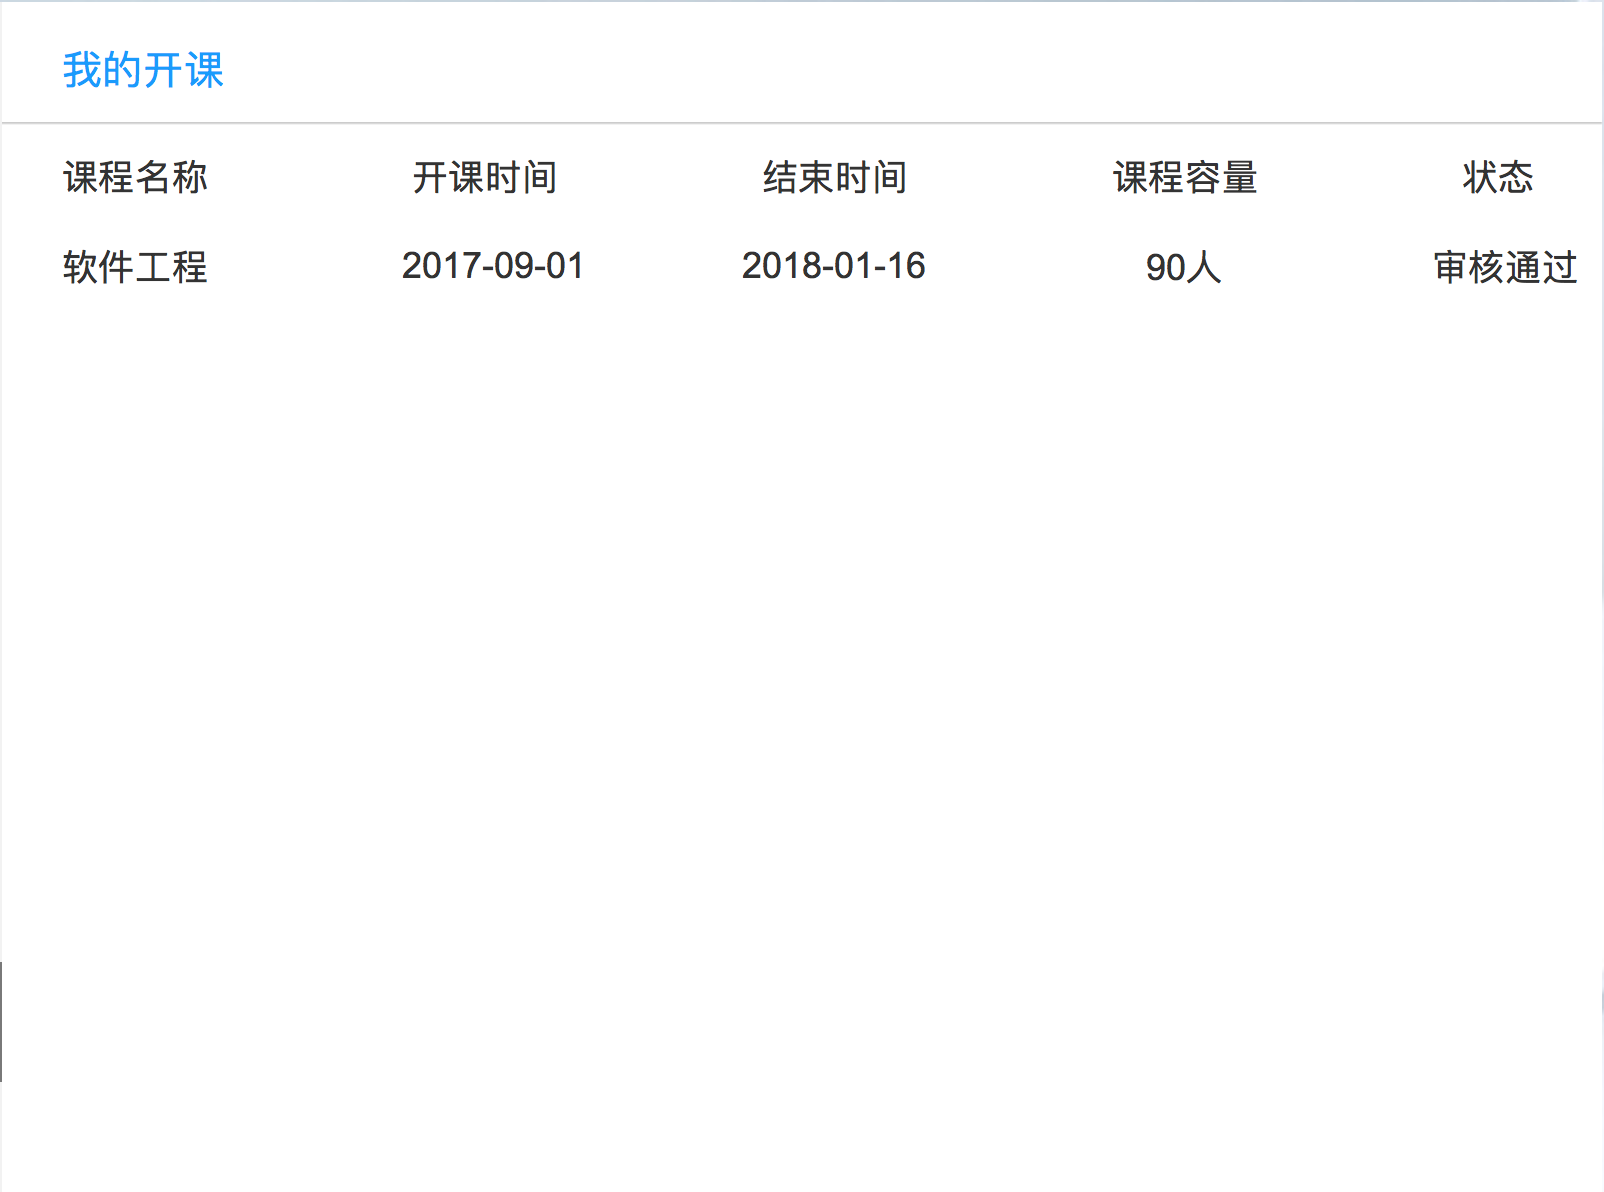 我的开课
课程名称 开课时间 结束时间 课程容量 状态
软件工程 2017-09-01 2018-01-16 90人 审核通过